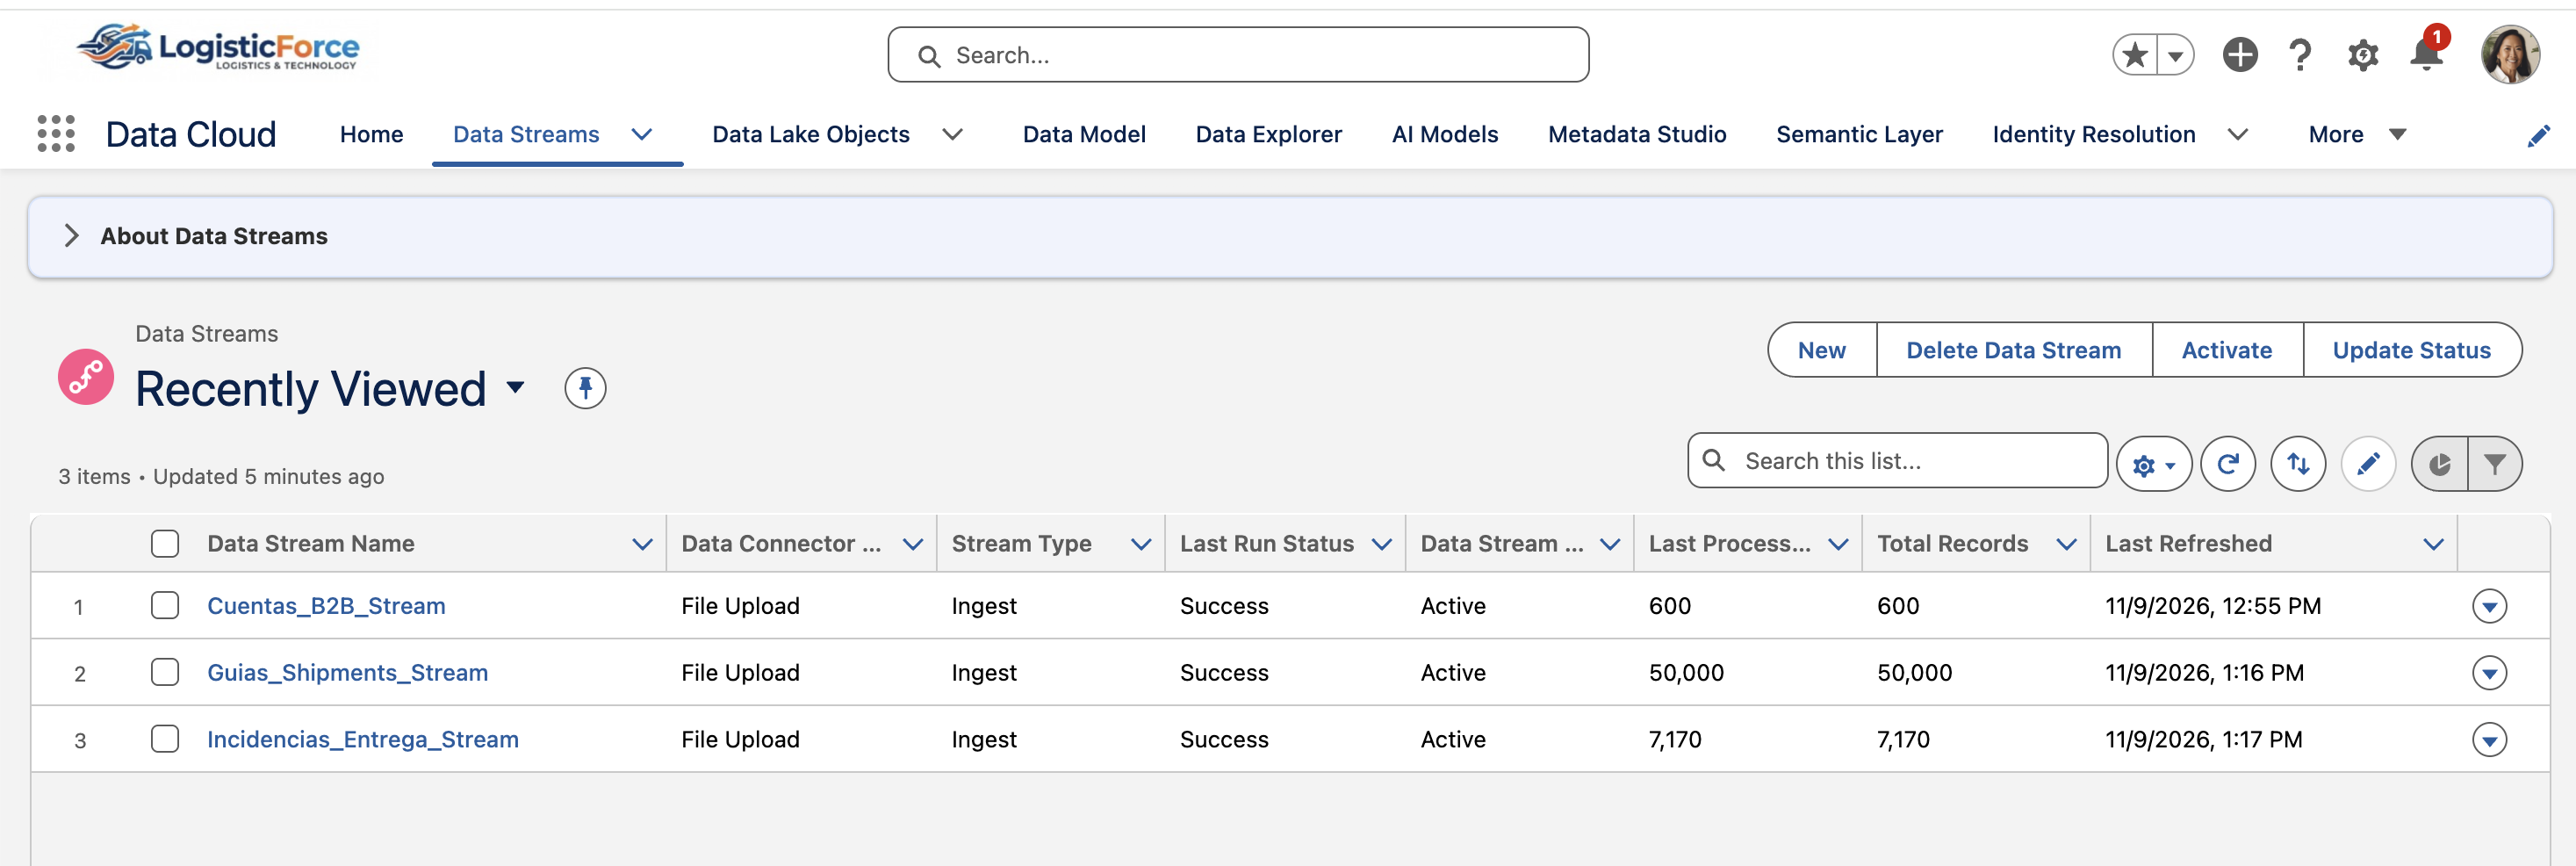 LogisticForce
LOGISTICS & TECHNOLOGY
Search...
1
Data Cloud
Home
Data Streams
Data Lake Objects
Data Model
Data Explorer
AI Models
Metadata Studio
Semantic Layer
Identity Resolution
More
About Data Streams
Data Streams
Recently Viewed
New
Delete Data Stream
Activate
Update Status
3 items • Updated 5 minutes ago
Search this list...
Data Stream Name Data Connector ... Stream Type Last Run Status Data Stream ... Last Process... Total Records Last Refreshed
1 Cuentas_B2B_Stream File Upload Ingest Success Active 600 600 11/9/2026, 12:55 PM
2 Guias_Shipments_Stream File Upload Ingest Success Active 50,000 50,000 11/9/2026, 1:16 PM
3 Incidencias_Entrega_Stream File Upload Ingest Success Active 7,170 7,170 11/9/2026, 1:17 PM